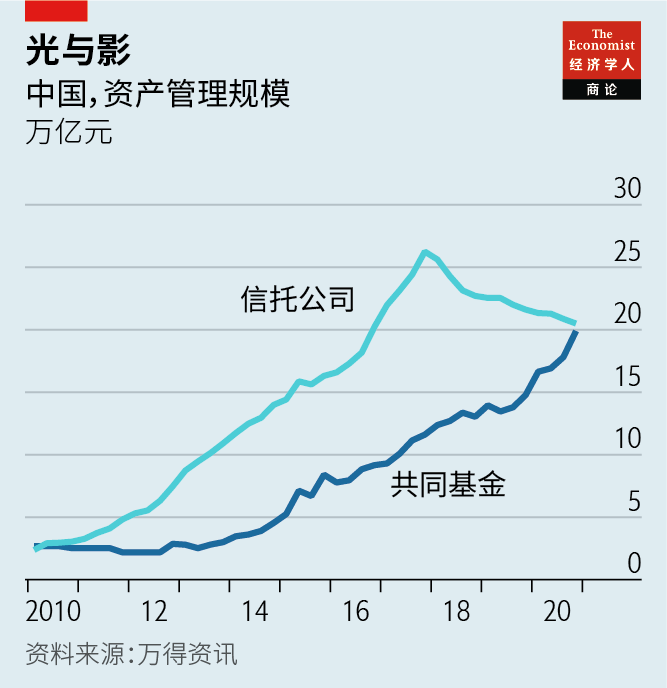 光与影
中国，资产管理规模
万亿元
The
Economist
经济学人
商论
30
25
20
15
10
5
0
信托公司
共同基金
2010 12 14 16 18 20
资料来源：万得资讯